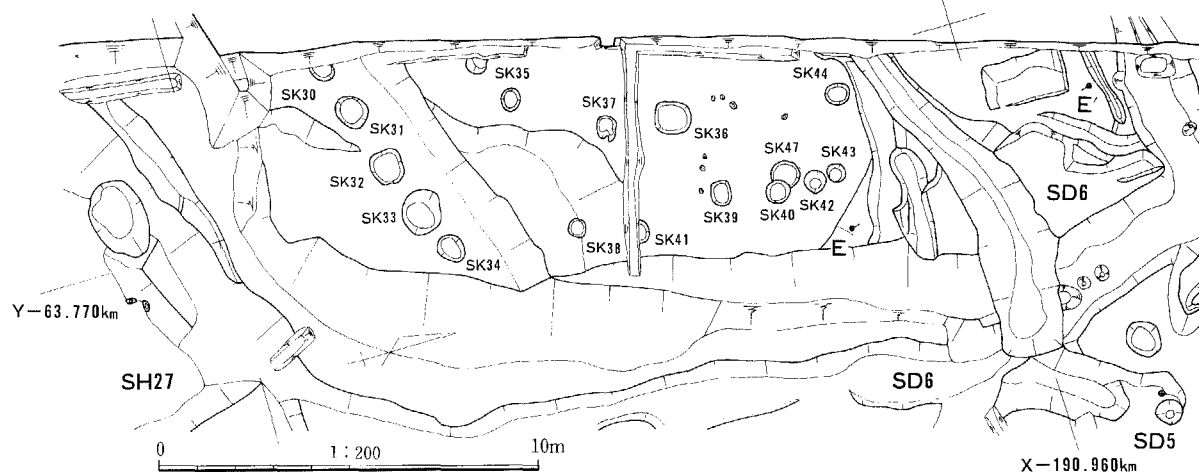 SK30
SK31
SK32
SK33
SK34
SK35
SK37
SK38
SK41
SK36
SK39
SK47
SK40
SK42
SK43
SK44
E
E′
SD6
Y-63.770km
SH27
SD6
SD5
0 1:200 10m
X-190.960km